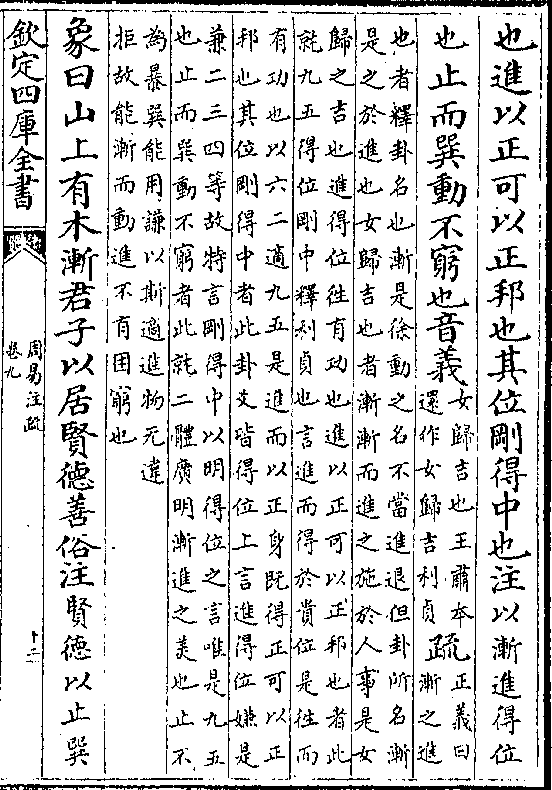 也進以正可以正邦也其位剛得中也注以漸進得位
也止而巽動不窮也音義女歸吉也王肅本
還作女歸吉利貞疏正義曰
漸之進
也者釋卦名也漸是徐動之名不當進退但卦所名漸
是之於進也女歸吉也者漸漸而進之施於人事是女
歸之吉也進得位往有功也進以正可以正邦也者此
就九五得位剛中釋利貞也言進而得於貴位是往而
有功也以六二適九五是進而以正身既得正可以正
邦也其位剛得中者此卦爻皆得位上言進得位嫌是
兼二三四等故特言剛得中以明得位之言唯是九五
也止而巽動不窮者此就二體廣明漸進之美也止不
為暴巽能用謙以斯適進物无違
拒故能漸而動進不有困窮也
象曰山上有木漸君子以居賢德善俗注賢德以止巽
欽定四庫全書
周易注疏
卷九
十三